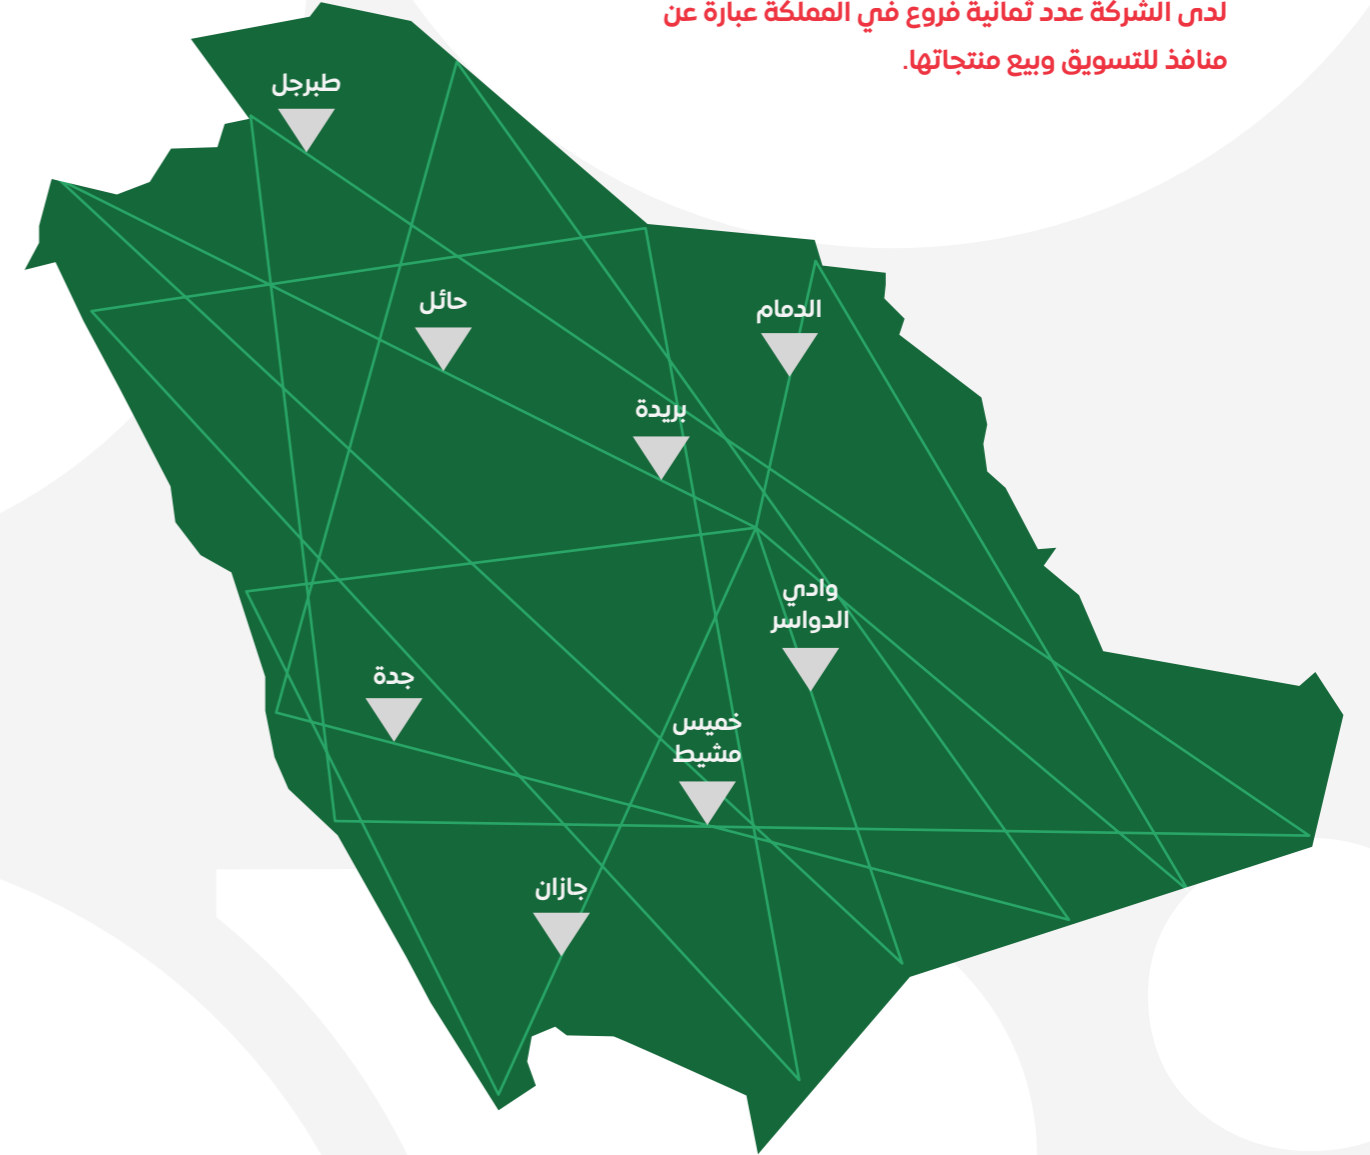 لدى الشركة عدد ثمانية فروع في المملكة عبارة عن
منافذ للتسويق وبيع منتجاتها.
طبرجل
حائل
الدمام
بريدة
وادي
الدواسر
جدة
خميس
مشيط
جازان